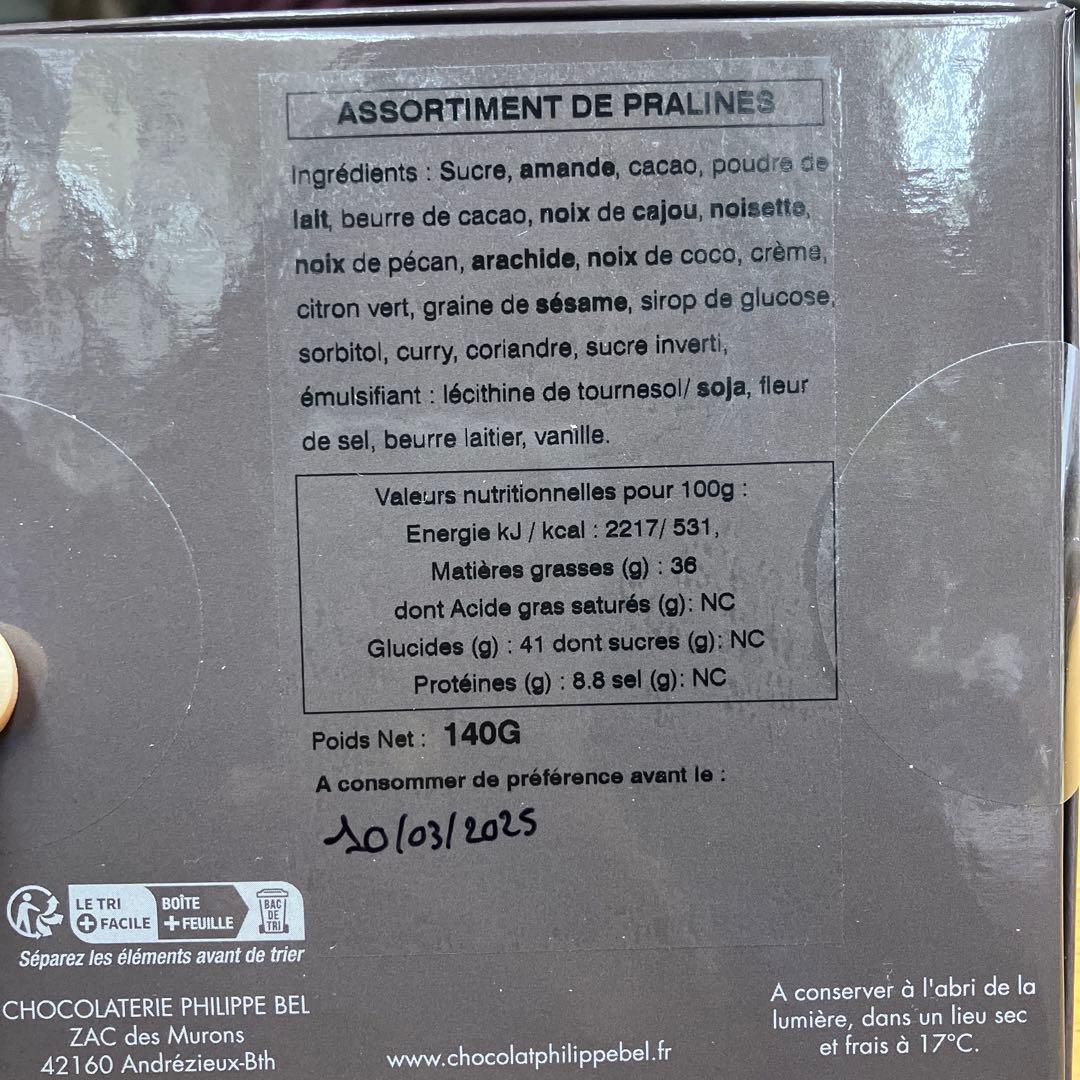 ASSORTIMENT DE PRALINES
Ingrédients : Sucre, amande, cacao, poudre de
lait, beurre de cacao, noix de cajou, noisette,
noix de pécan, arachide, noix de coco, crème,
citron vert, graine de sésame, sirop de glucose,
sorbitol, curry, coriandre, sucre inverti,
émulsifiant : lécithine de tournesol/ soja, fleur
de sel, beurre laitier, vanille.
Valeurs nutritionnelles pour 100g :
Energie kJ / kcal : 2217/ 531,
Matières grasses (g) : 36
dont Acide gras saturés (g): NC
Glucides (g) : 41 dont sucres (g): NC
Protéines (g) : 8.8 sel (g): NC
Poids Net : 140G
A consommer de préférence avant le :
10/03/2025
LE TRI
+ FACILE
BOÎTE
+ FEUILLE
BAC
DE
TRI
Séparez les éléments avant de trier
CHOCOLATERIE PHILIPPE BEL
ZAC des Murons
42160 Andrézieux-Bth
www.chocolatphilippebel.fr
A conserver à l'abri de la
lumière, dans un lieu sec
et frais à 17°C.